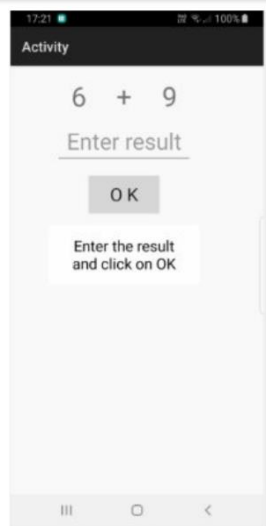 17:21 100%
Activity
6 + 9
Enter result
OK
Enter the result
and click on OK